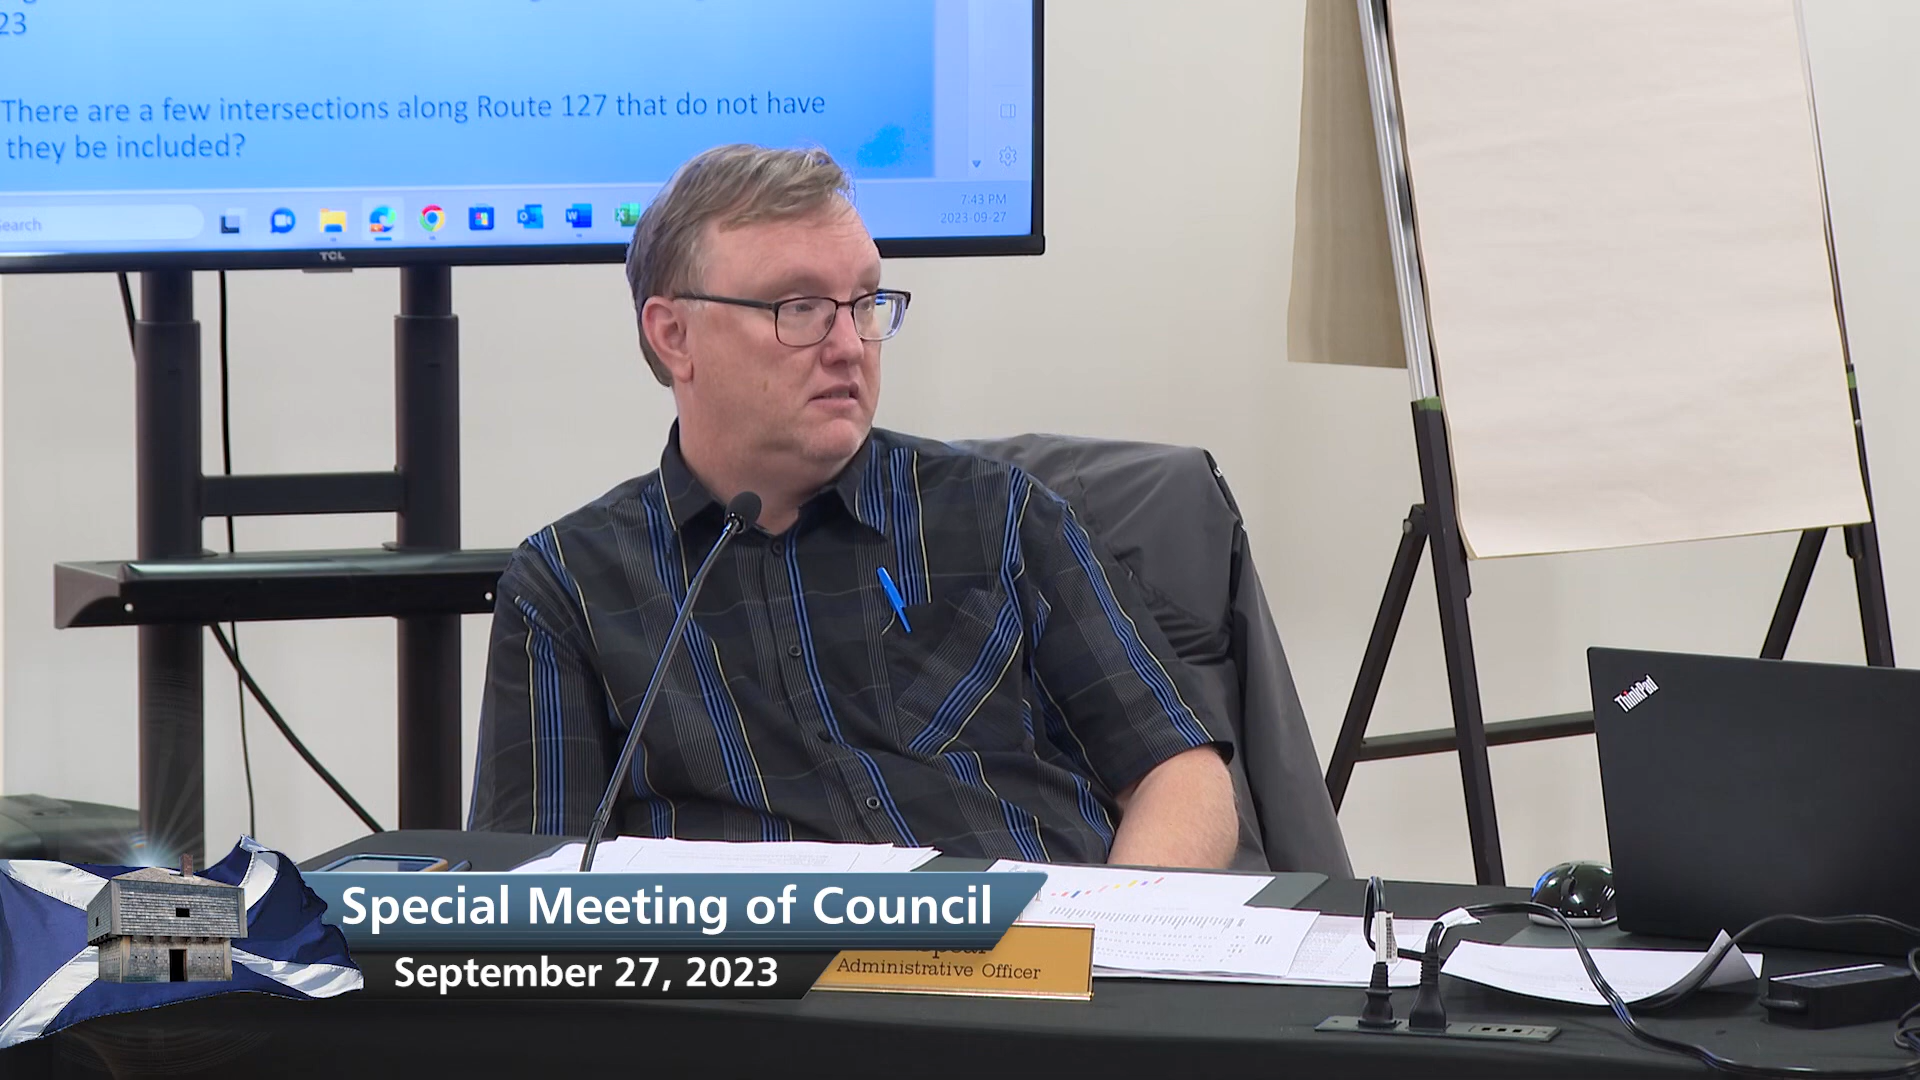 23
There are a few intersections along Route 127 that do not have
they be included?
earch
7:43 PM
2023-09-27
TCL
ThinkPad
Special Meeting of Council
September 27, 2023
Administrative Officer